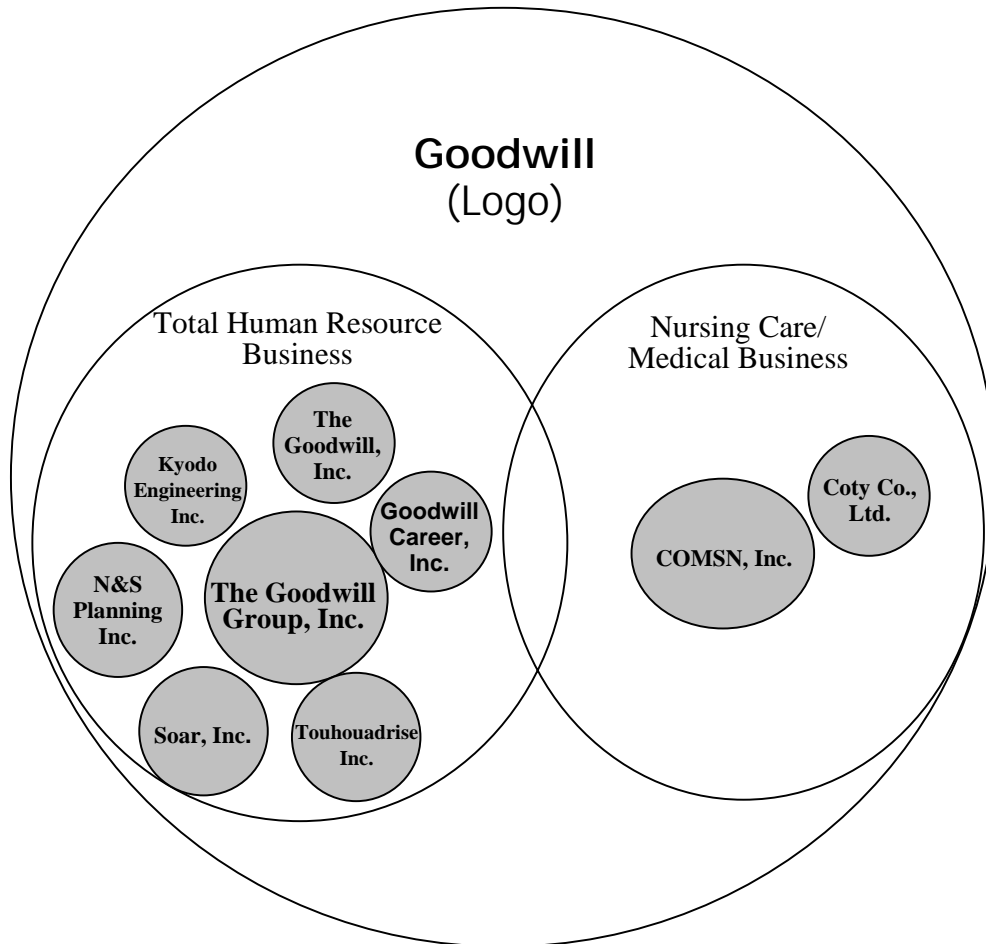 Goodwill
(Logo)
Total Human Resource
Business
Nursing Care/
Medical Business
The
Goodwill,
Inc.
Kyodo
Engineering
Inc.
Goodwill
Career,
Inc.
N&S
Planning
Inc.
The Goodwill
Group, Inc.
Soar, Inc.
Touhouadrise
Inc.
COMSN, Inc.
Coty Co.,
Ltd.